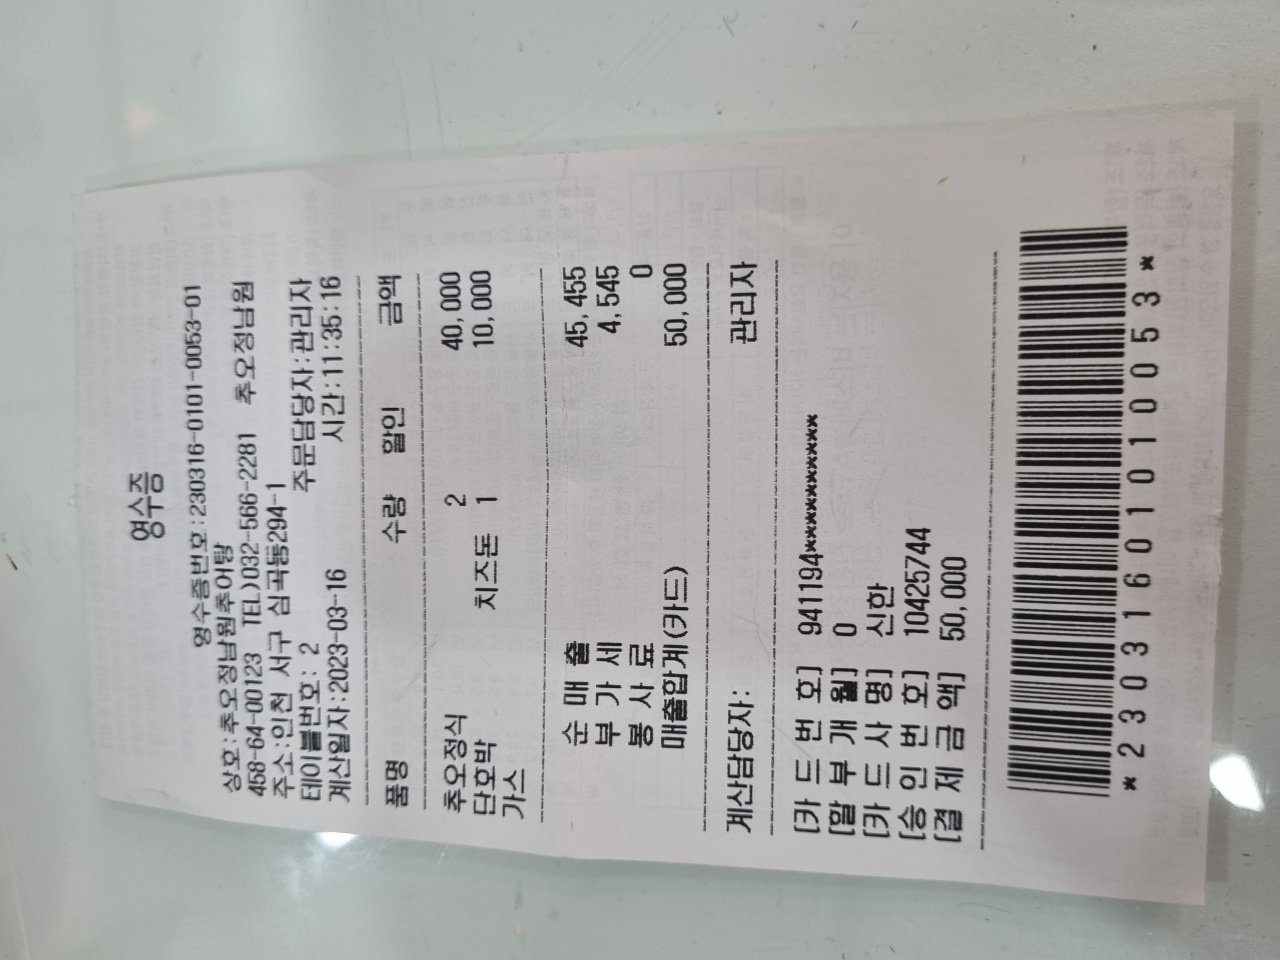 영수증
영수증번호:230316-0101-0053-01
상호:추오정남원추어탕
458-64-00123 TEL)032-566-2281 추오정남원
주소:인천 서구 심곡동294-1
테이블번호: 2 주문담당자:관리자
계산일자:2023-03-16 시간:11:35:16
품명 수량 할인 금액
추오정식 2 40,000
단호박 치즈돈 1 10,000
가스
순 매 출 45,455
부 가 세 4,545
봉 사 료 0
매출합계(카드) 50,000
계산담당자: 관리자
[카 드 번 호] 941194**********
[할 부 개 월] 0
[카 드 사 명] 신한
[승 인 번 호] 10425744
[결 제 금 액] 50,000
*23031601010053*